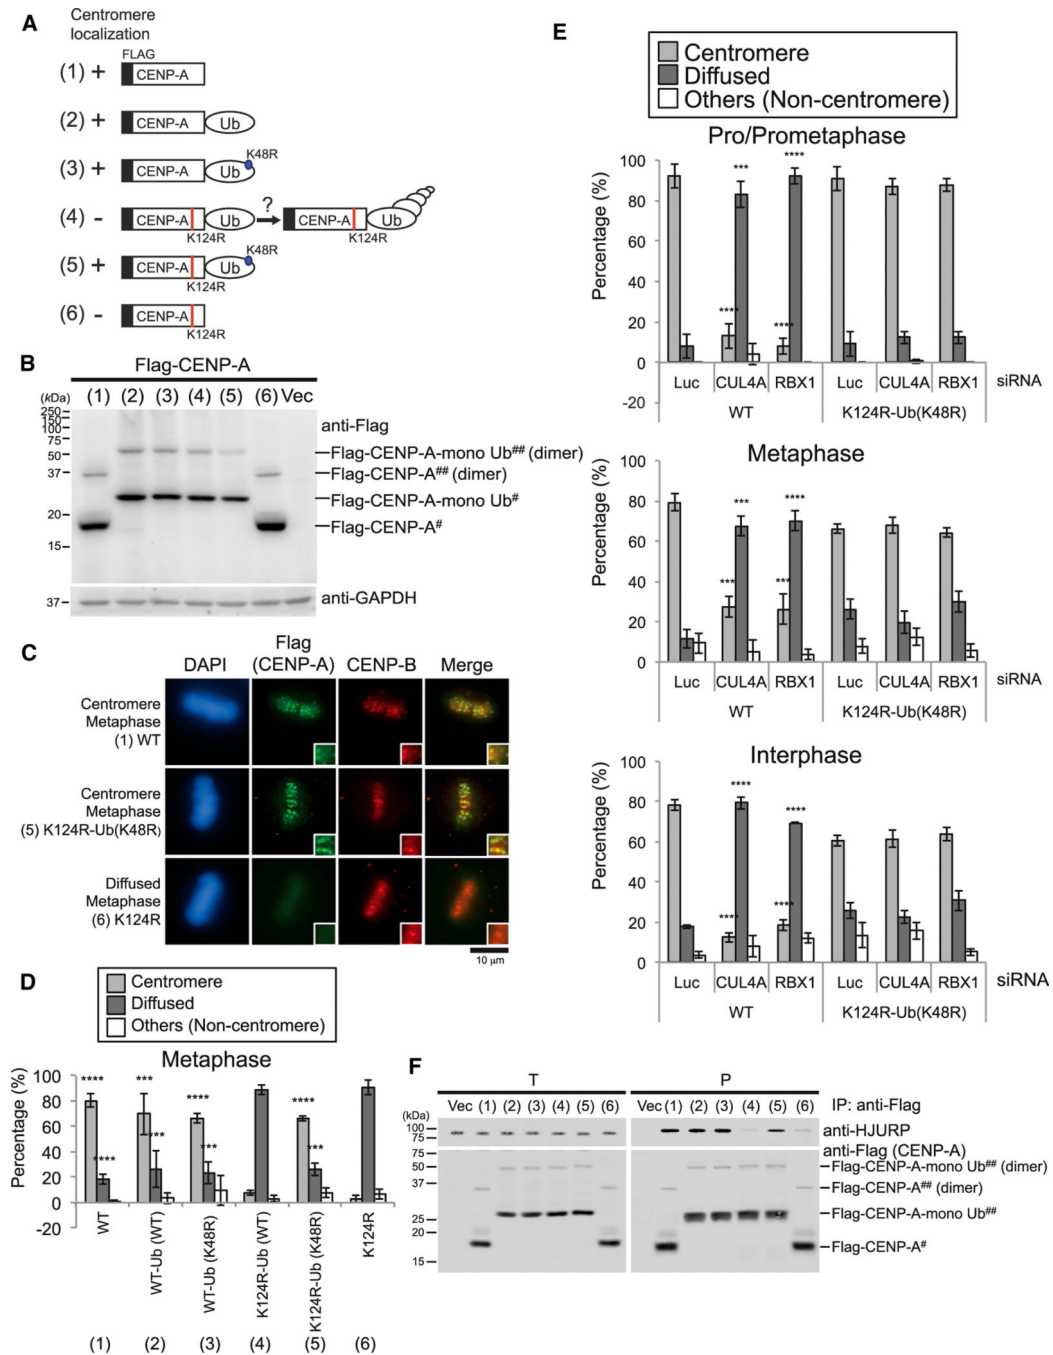 A
Centromere
localization
FLAG
(1) + CENP-A
(2) + CENP-A Ub
K48R
(3) + CENP-A Ub
(4) - CENP-A Ub ? CENP-A Ub
K124R K124R
K48R
(5) + CENP-A Ub
K124R
(6) - CENP-A
K124R
B
Flag-CENP-A
(kDa) (1) (2) (3) (4) (5) (6) Vec
250
150
100
75
50
37
20
15
anti-Flag
Flag-CENP-A-mono Ub## (dimer)
Flag-CENP-A## (dimer)
Flag-CENP-A-mono Ub#
Flag-CENP-A#
37
anti-GAPDH
C
DAPI
Flag
(CENP-A)
CENP-B
Merge
Centromere
Metaphase
(1) WT
Centromere
Metaphase
(5) K124R-Ub(K48R)
Diffused
Metaphase
(6) K124R
10 µm
D
Centromere
Diffused
Others (Non-centromere)
Metaphase
Percentage (%)
100
80
60
40
20
0
-20
**** *** **** ****
**** *** *** ***
WT
WT-Ub (WT)
WT-Ub (K48R)
K124R-Ub (WT)
K124R-Ub (K48R)
K124R
(1) (2) (3) (4) (5) (6)
E
Centromere
Diffused
Others (Non-centromere)
Pro/Prometaphase
Percentage (%)
100
80
60
40
20
0
-20
*** ****
**** ****
Luc CUL4A RBX1 Luc CUL4A RBX1 siRNA
WT K124R-Ub(K48R)
Metaphase
Percentage (%)
100
80
60
40
20
0
*** ****
*** ***
Luc CUL4A RBX1 Luc CUL4A RBX1 siRNA
WT K124R-Ub(K48R)
Interphase
Percentage (%)
100
80
60
40
20
0
**** ****
**** ****
Luc CUL4A RBX1 Luc CUL4A RBX1 siRNA
WT K124R-Ub(K48R)
F
T P
(kDa) Vec (1) (2) (3) (4) (5) (6) Vec (1) (2) (3) (4) (5) (6) IP: anti-Flag
100
75
anti-HJURP
anti-Flag (CENP-A)
50
37
25
20
15
Flag-CENP-A-mono Ub## (dimer)
Flag-CENP-A## (dimer)
Flag-CENP-A-mono Ub##
Flag-CENP-A#